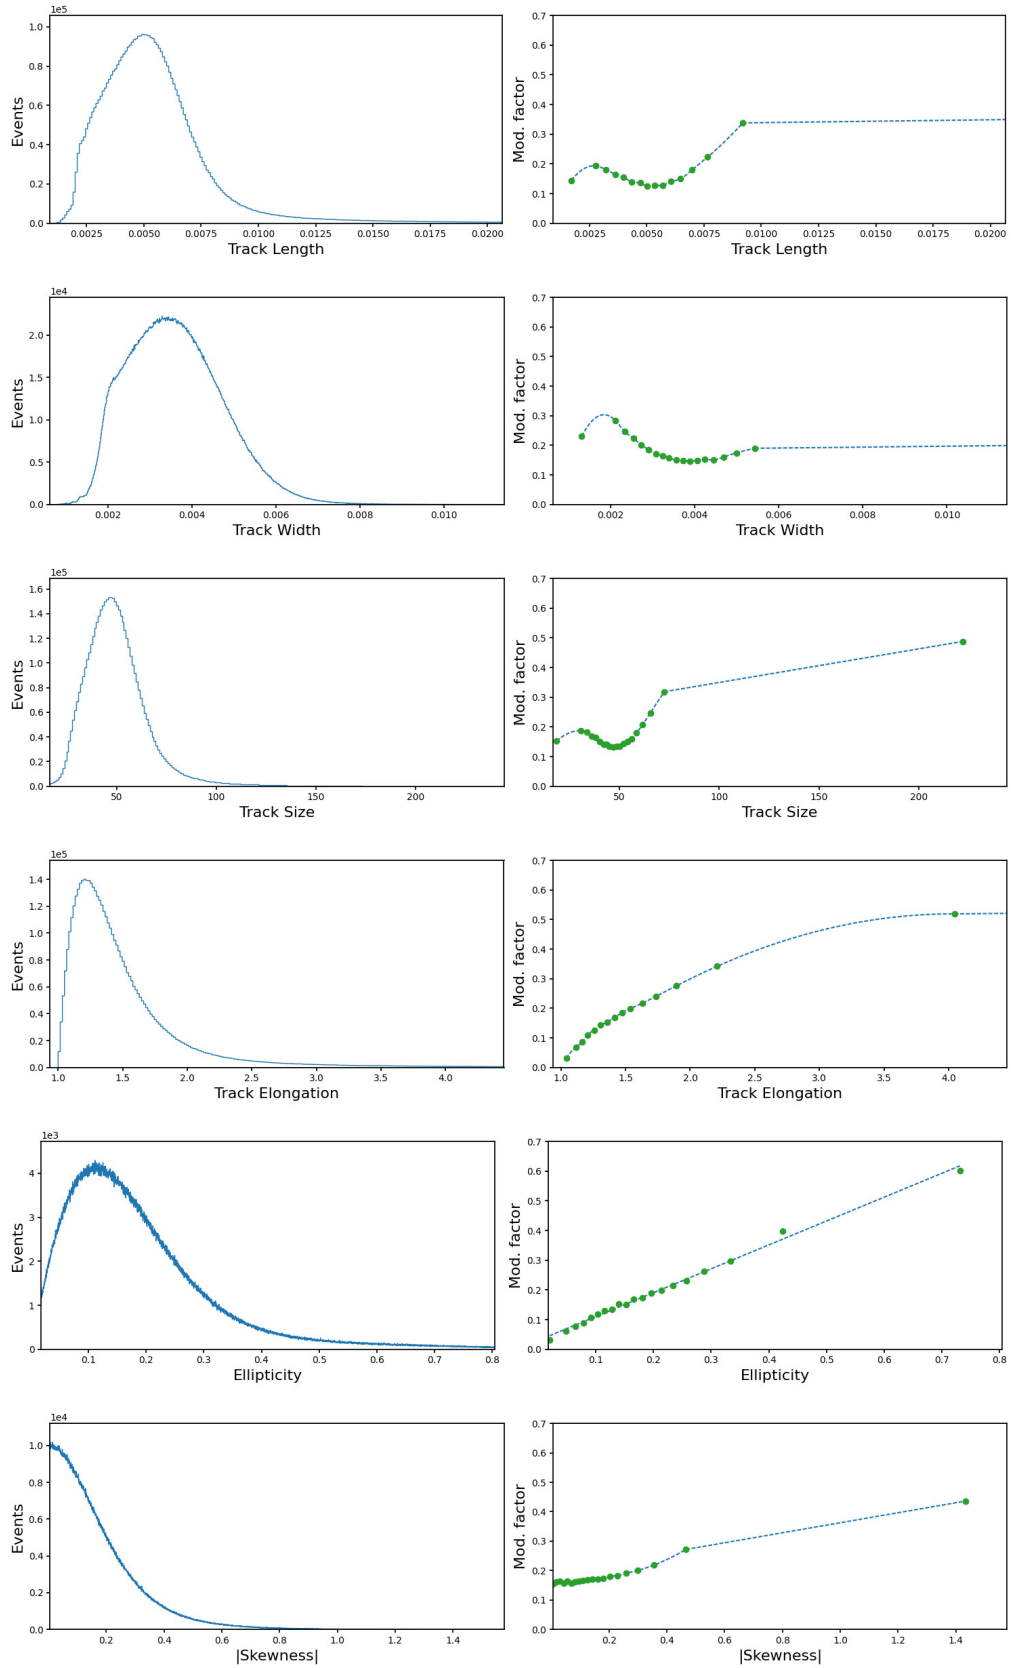 1e5
1.0
0.8
0.6
0.4
0.2
0.0
Events
0.0025 0.0050 0.0075 0.0100 0.0125 0.0150 0.0175 0.0200
Track Length
0.7
0.6
0.5
0.4
0.3
0.2
0.1
0.0
Mod. factor
0.0025 0.0050 0.0075 0.0100 0.0125 0.0150 0.0175 0.0200
Track Length
1e4
2.0
1.5
1.0
0.5
0.0
Events
0.002 0.004 0.006 0.008 0.010
Track Width
0.7
0.6
0.5
0.4
0.3
0.2
0.1
0.0
Mod. factor
0.002 0.004 0.006 0.008 0.010
Track Width
1e5
1.6
1.4
1.2
1.0
0.8
0.6
0.4
0.2
0.0
Events
50 100 150 200
Track Size
0.7
0.6
0.5
0.4
0.3
0.2
0.1
0.0
Mod. factor
50 100 150 200
Track Size
1e5
1.4
1.2
1.0
0.8
0.6
0.4
0.2
0.0
Events
1.0 1.5 2.0 2.5 3.0 3.5 4.0
Track Elongation
0.7
0.6
0.5
0.4
0.3
0.2
0.1
0.0
Mod. factor
1.0 1.5 2.0 2.5 3.0 3.5 4.0
Track Elongation
1e3
4
3
2
1
0
Events
0.1 0.2 0.3 0.4 0.5 0.6 0.7 0.8
Ellipticity
0.7
0.6
0.5
0.4
0.3
0.2
0.1
0.0
Mod. factor
0.1 0.2 0.3 0.4 0.5 0.6 0.7 0.8
Ellipticity
1e4
1.0
0.8
0.6
0.4
0.2
0.0
Events
0.2 0.4 0.6 0.8 1.0 1.2 1.4
|Skewness|
0.7
0.6
0.5
0.4
0.3
0.2
0.1
0.0
Mod. factor
0.2 0.4 0.6 0.8 1.0 1.2 1.4
|Skewness|